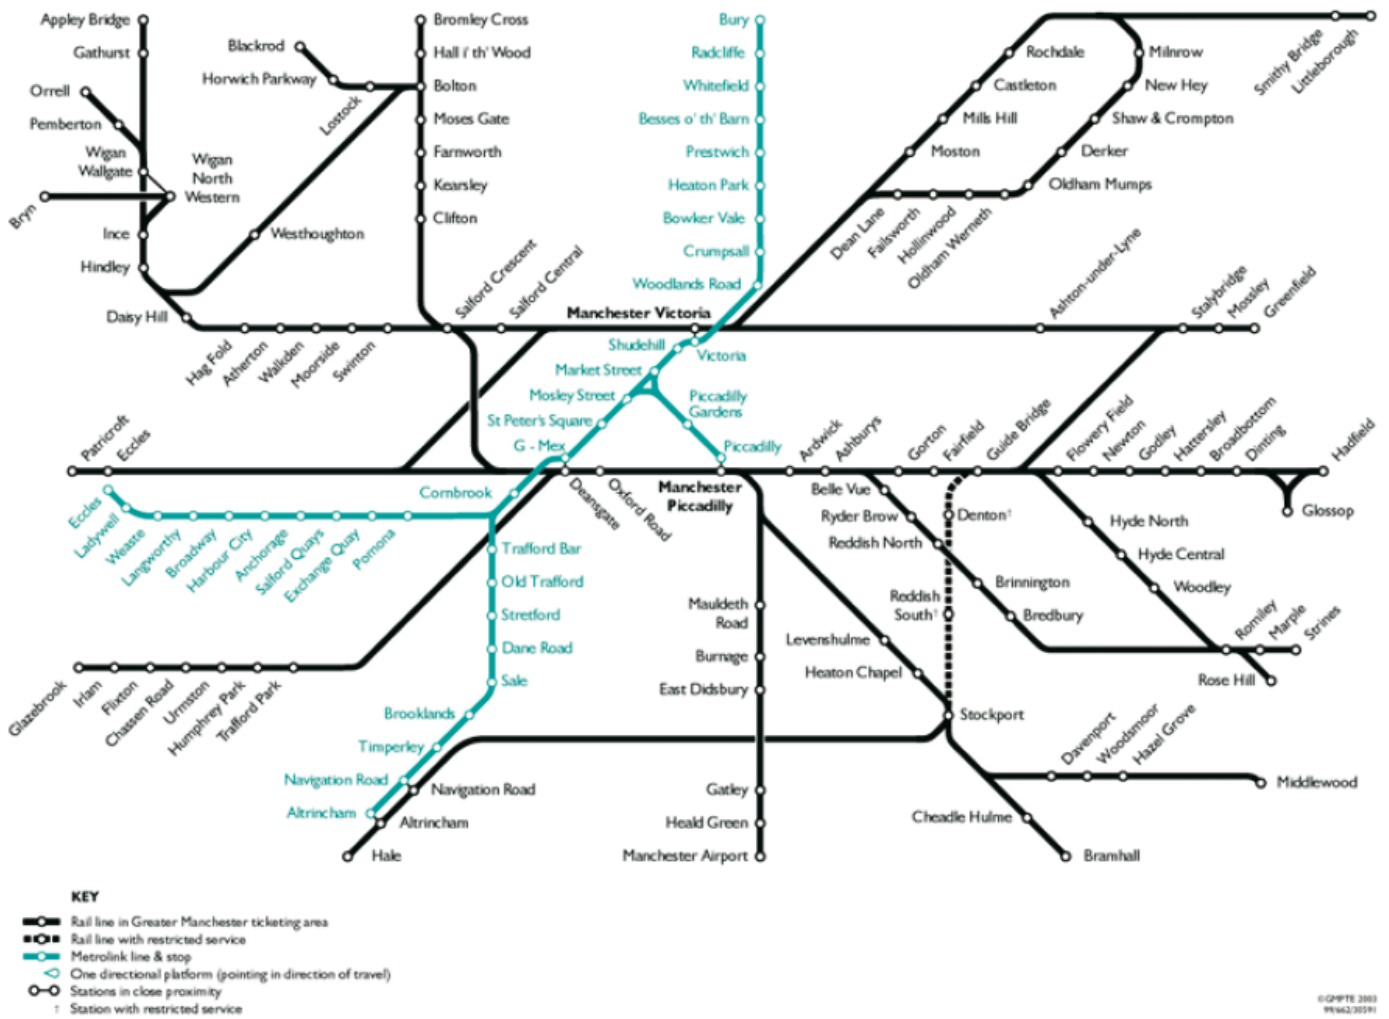 Appley Bridge
Gathurst
Orrell
Pemberton
Wigan
Wallgate
Wigan
North
Western
Bryn
Ince
Hindley
Daisy Hill
Blackrod
Horwich Parkway
Lostock
Westhoughton
Bromley Cross
Hall i' th' Wood
Bolton
Moses Gate
Farnworth
Kearsley
Clifton
Salford Crescent
Salford Central
Hag Fold
Atherton
Walkden
Moorside
Swinton
Bury
Radcliffe
Whitefield
Besses o' th' Barn
Prestwich
Heaton Park
Bowker Vale
Crumpsall
Woodlands Road
Manchester Victoria
Victoria
Shudehill
Market Street
Mosley Street
St Peter's Square
G - Mex
Piccadilly
Gardens
Piccadilly
Rochdale
Castleton
Mills Hill
Moston
Milnrow
New Hey
Shaw & Crompton
Derker
Oldham Mumps
Smithy Bridge
Littleborough
Dean Lane
Failsworth
Hollinwood
Oldham Werneth
Ashton-under-Lyne
Stalybridge
Mossley
Greenfield
Patricroft
Eccles
Deansgate
Oxford Road
Manchester
Piccadilly
Ardwick
Ashburys
Gorton
Fairfield
Guide Bridge
Flowery Field
Newton
Godley
Hattersley
Broadbottom
Dinting
Hadfield
Glossop
Cornbrook
Eccles
Ladywell
Weaste
Langworthy
Broadway
Harbour City
Anchorage
Salford Quays
Exchange Quay
Pomona
Trafford Bar
Old Trafford
Stretford
Dane Road
Sale
Brooklands
Timperley
Navigation Road
Altrincham
Navigation Road
Altrincham
Hale
Glazebrook
Irlam
Flixton
Chassen Road
Urmston
Humphrey Park
Trafford Park
Belle Vue
Ryder Brow
Reddish North
Brinnington
Bredbury
Denton†
Reddish
South†
Hyde North
Hyde Central
Woodley
Romiley
Marple
Strines
Rose Hill
Mauldeth
Road
Burnage
East Didsbury
Gatley
Heald Green
Manchester Airport
Levenshulme
Heaton Chapel
Stockport
Davenport
Woodsmoor
Hazel Grove
Middlewood
Cheadle Hulme
Bramhall
KEY
Rail line in Greater Manchester ticketing area
Rail line with restricted service
Metrolink line & stop
One directional platform (pointing in direction of travel)
Stations in close proximity
† Station with restricted service
©GMPTE 2003
99/662/30591